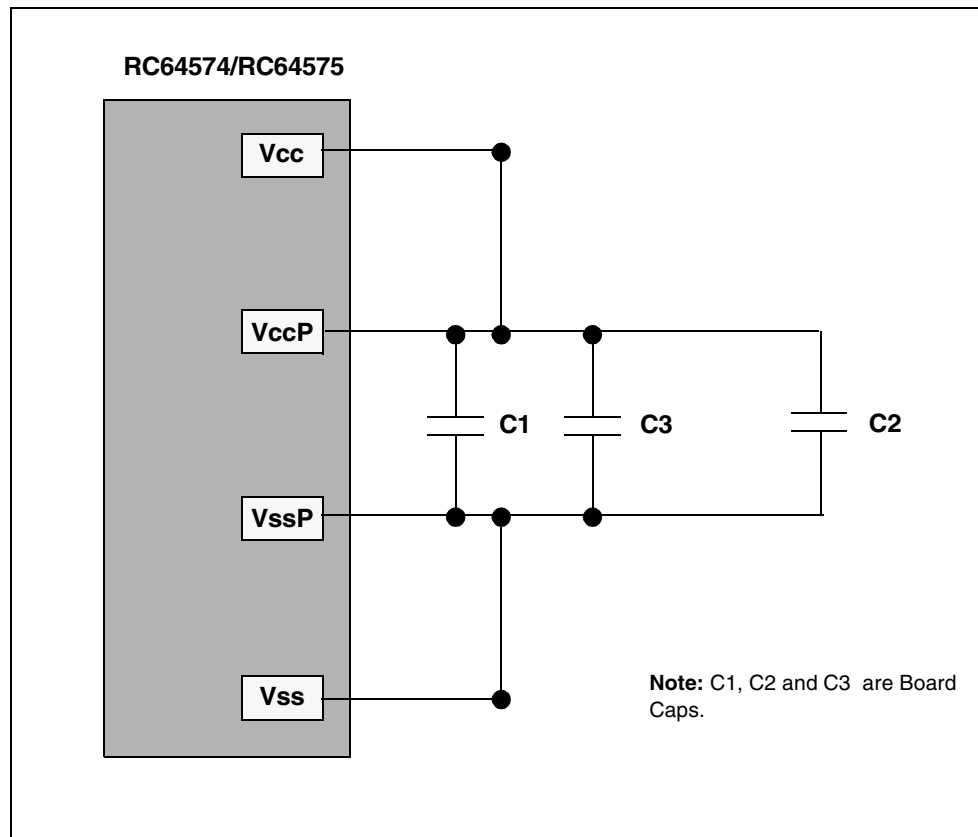 RC64574/RC64575
Vcc
VccP
C1
C3
C2
VssP
Vss
Note: C1, C2 and C3 are Board
Caps.